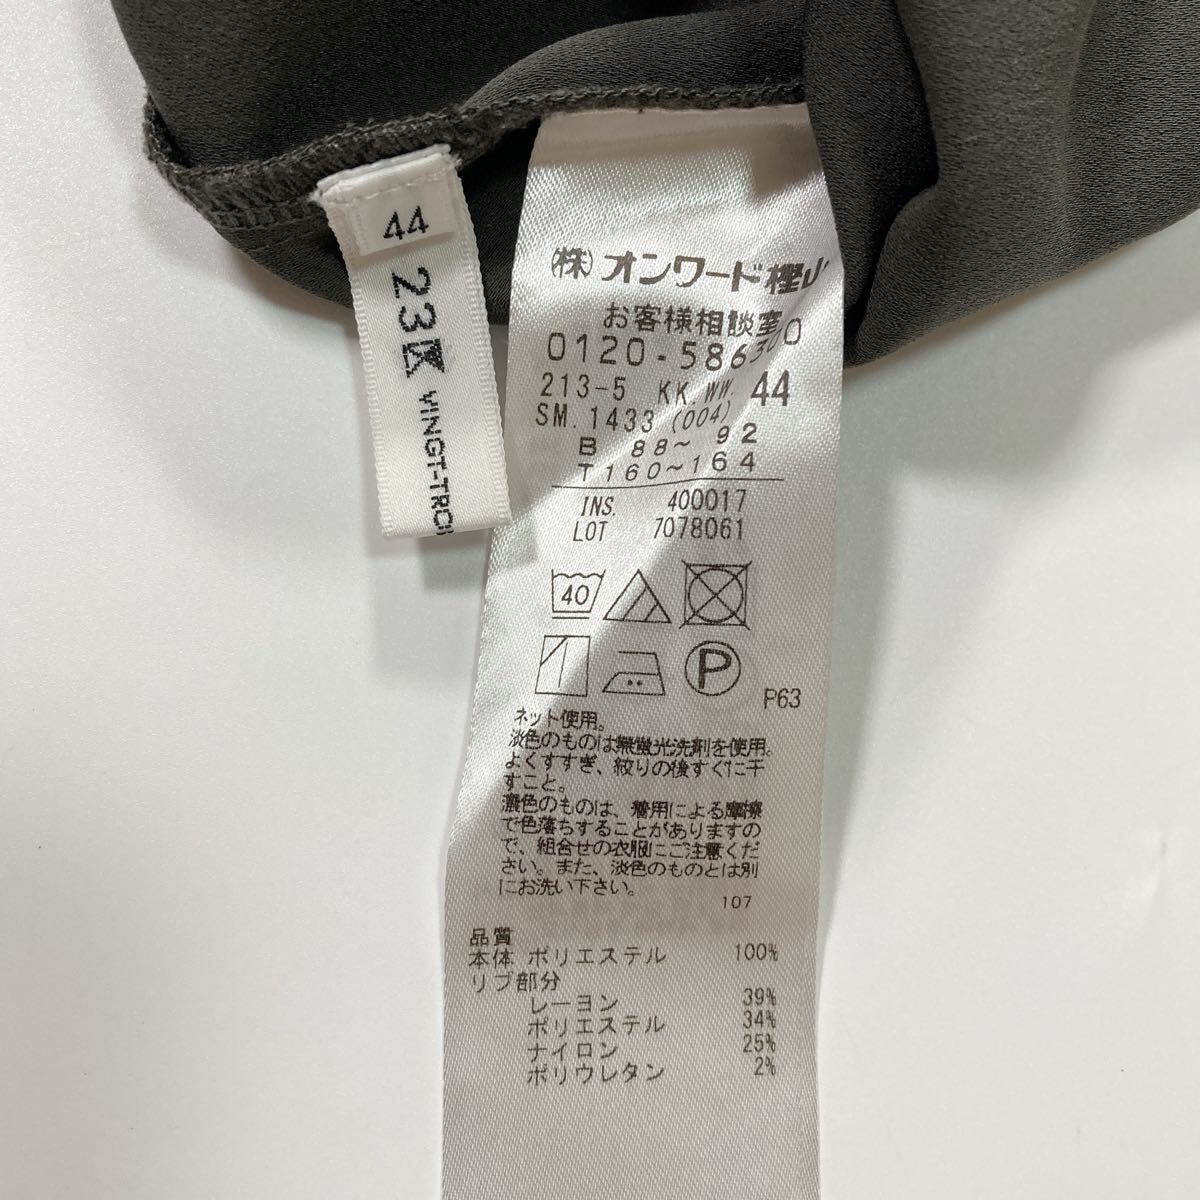 44
23区
VINGT-TROI
(株)オンワード樫山
お客様相談室
0120-586300
213-5 KK.WW. 44
SM.1433 (004)
B 88～92
T 160～164
INS. 400017
LOT 7078061
40
P
P63
ネット使用。
淡色のものは無蛍光洗剤を使用。
よくすすぎ、絞りの後すぐに干
すこと。
濃色のものは、着用による摩擦
で色落ちすることがありますの
で、組合せの衣服にご注意くだ
さい。また、淡色のものとは別
にお洗い下さい。
107
品質
本体 ポリエステル 100%
リブ部分
レーヨン 39%
ポリエステル 34%
ナイロン 25%
ポリウレタン 2%